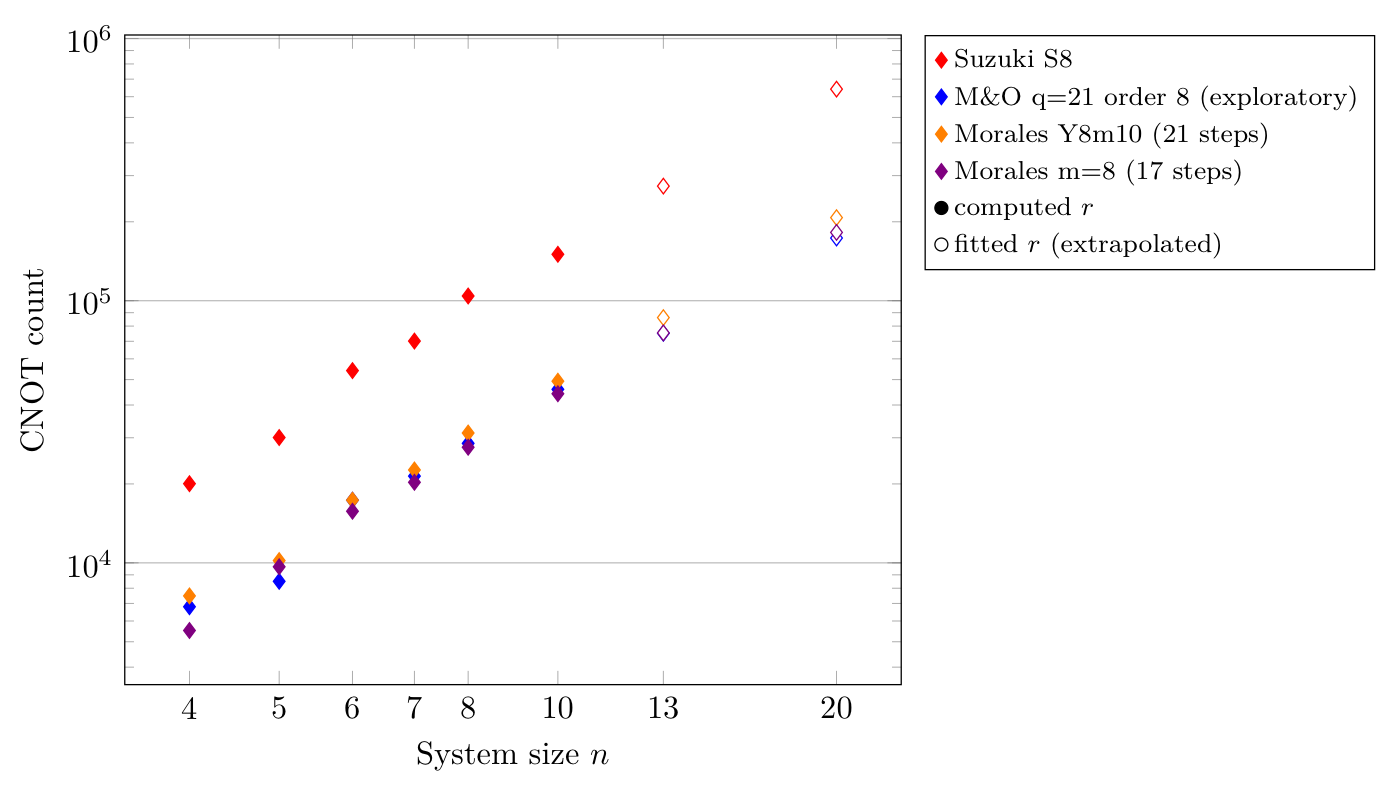 10^6
10^5
10^4
CNOT count
4 5 6 7 8 10 13 20
System size n
Suzuki S8
M&O q=21 order 8 (exploratory)
Morales Y8m10 (21 steps)
Morales m=8 (17 steps)
computed r
fitted r (extrapolated)